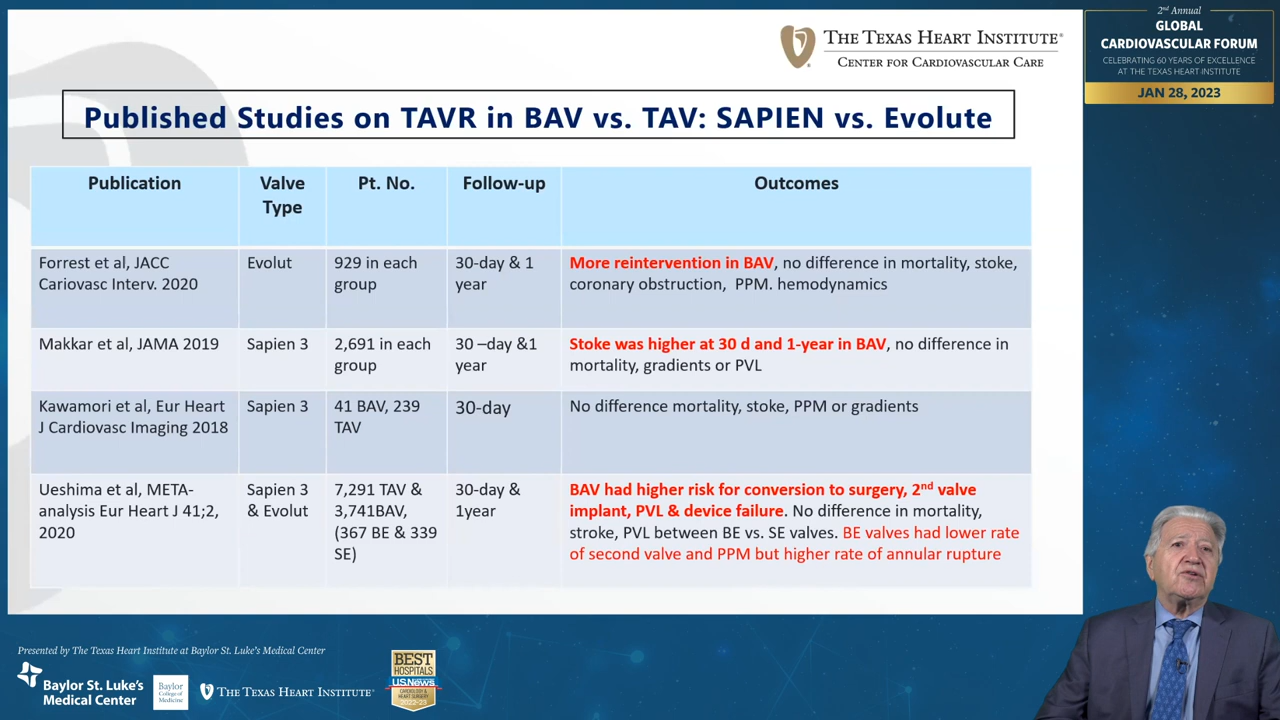 THE TEXAS HEART INSTITUTE®
CENTER FOR CARDIOVASCULAR CARE
2nd Annual
GLOBAL
CARDIOVASCULAR FORUM
CELEBRATING 60 YEARS OF EXCELLENCE
AT THE TEXAS HEART INSTITUTE
JAN 28, 2023
Published Studies on TAVR in BAV vs. TAV: SAPIEN vs. Evolute
Publication
Valve
Type
Pt. No.
Follow-up
Outcomes
Forrest et al, JACC
Cariovasc Interv. 2020
Evolut
929 in each
group
30-day & 1
year
More reintervention in BAV, no difference in mortality, stoke,
coronary obstruction, PPM. hemodynamics
Makkar et al, JAMA 2019
Sapien 3
2,691 in each
group
30 –day &1
year
Stoke was higher at 30 d and 1-year in BAV, no difference in
mortality, gradients or PVL
Kawamori et al, Eur Heart
J Cardiovasc Imaging 2018
Sapien 3
41 BAV, 239
TAV
30-day
No difference mortality, stoke, PPM or gradients
Ueshima et al, META-
analysis Eur Heart J 41;2,
2020
Sapien 3
& Evolut
7,291 TAV &
3,741BAV,
(367 BE & 339
SE)
30-day &
1year
BAV had higher risk for conversion to surgery, 2nd valve
implant, PVL & device failure. No difference in mortality,
stroke, PVL between BE vs. SE valves. BE valves had lower rate
of second valve and PPM but higher rate of annular rupture
Presented by The Texas Heart Institute at Baylor St. Luke's Medical Center
Baylor St. Luke's
Medical Center
Baylor
College of
Medicine
THE TEXAS HEART INSTITUTE®
BEST
HOSPITALS
U.S.News
CARDIOLOGY &
HEART SURGERY
2022-23